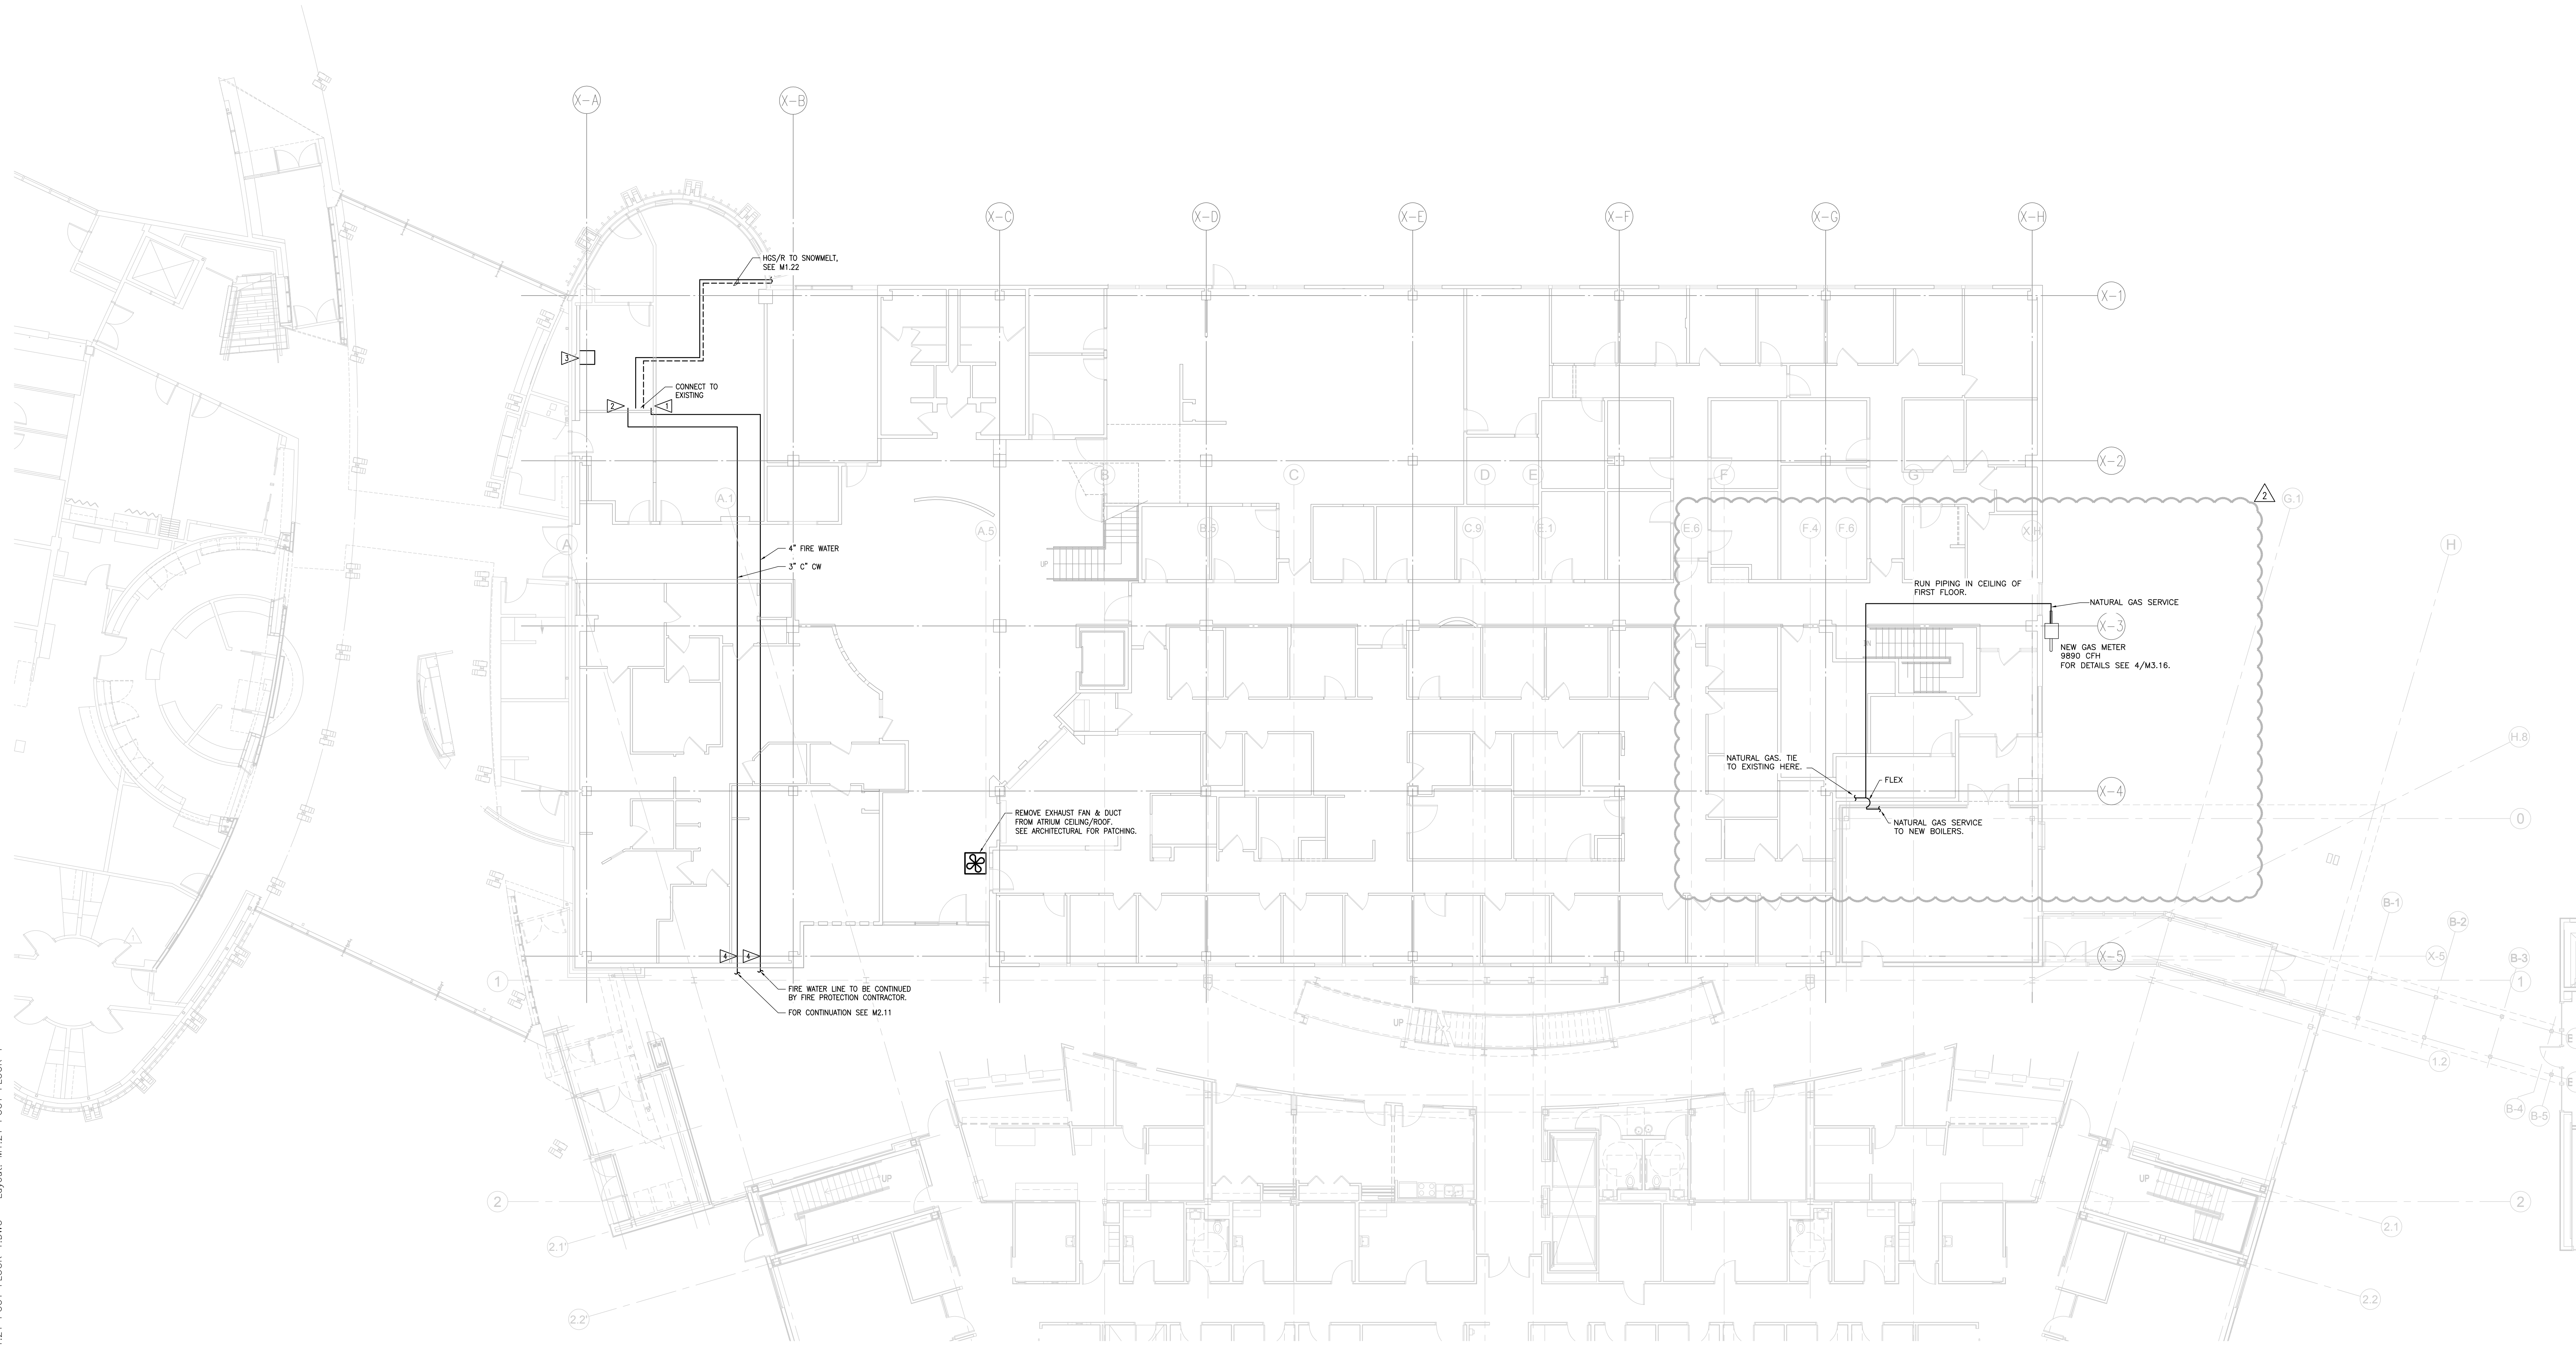 X-A
X-B
X-C
X-D
X-E
X-F
X-G
X-H
HGS/R TO SNOWMELT,
SEE M1.22
X-1
3
CONNECT TO
EXISTING
2
1
X-2
A.1
B
C
D
E
F
G
2
G.1
A
A.5
B.5
C.9
E.1
E.6
F.4
F.6
X.H
H
4" FIRE WATER
3" C" CW
UP
RUN PIPING IN CEILING OF
FIRST FLOOR.
NATURAL GAS SERVICE
X-3
NEW GAS METER
9890 CFH
FOR DETAILS SEE 4/M3.16.
H.8
NATURAL GAS. TIE
TO EXISTING HERE.
FLEX
X-4
REMOVE EXHAUST FAN & DUCT
FROM ATRIUM CEILING/ROOF.
SEE ARCHITECTURAL FOR PATCHING.
NATURAL GAS SERVICE
TO NEW BOILERS.
0
B-1
B-2
4
4
X-5
X-5
B-3
1
1
FIRE WATER LINE TO BE CONTINUED
BY FIRE PROTECTION CONTRACTOR.
FOR CONTINUATION SEE M2.11
UP
1.2
B-4
B-5
UP
UP
2
2
2.1
2.1
2.2
2.2